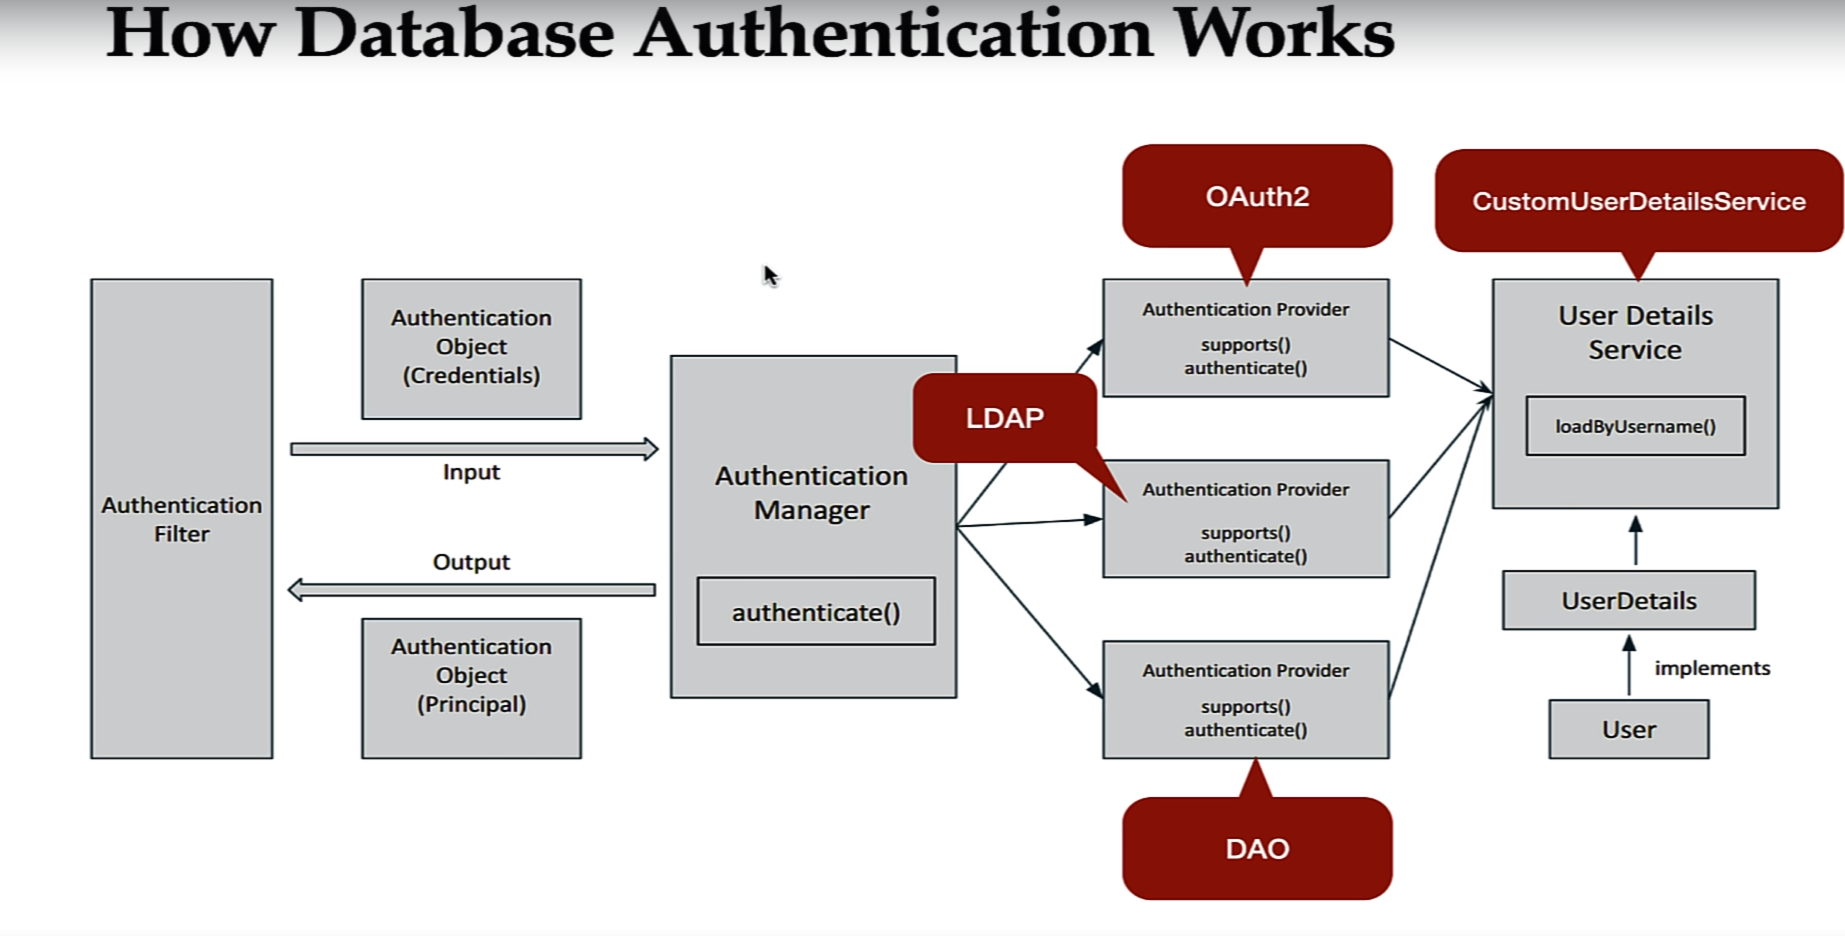 How Database Authentication Works
OAuth2
CustomUserDetailsService
Authentication
Filter
Authentication
Object
(Credentials)
Input
Output
Authentication
Object
(Principal)
Authentication
Manager
authenticate()
LDAP
Authentication Provider
supports()
authenticate()
Authentication Provider
supports()
authenticate()
Authentication Provider
supports()
authenticate()
DAO
User Details
Service
loadByUsername()
UserDetails
implements
User